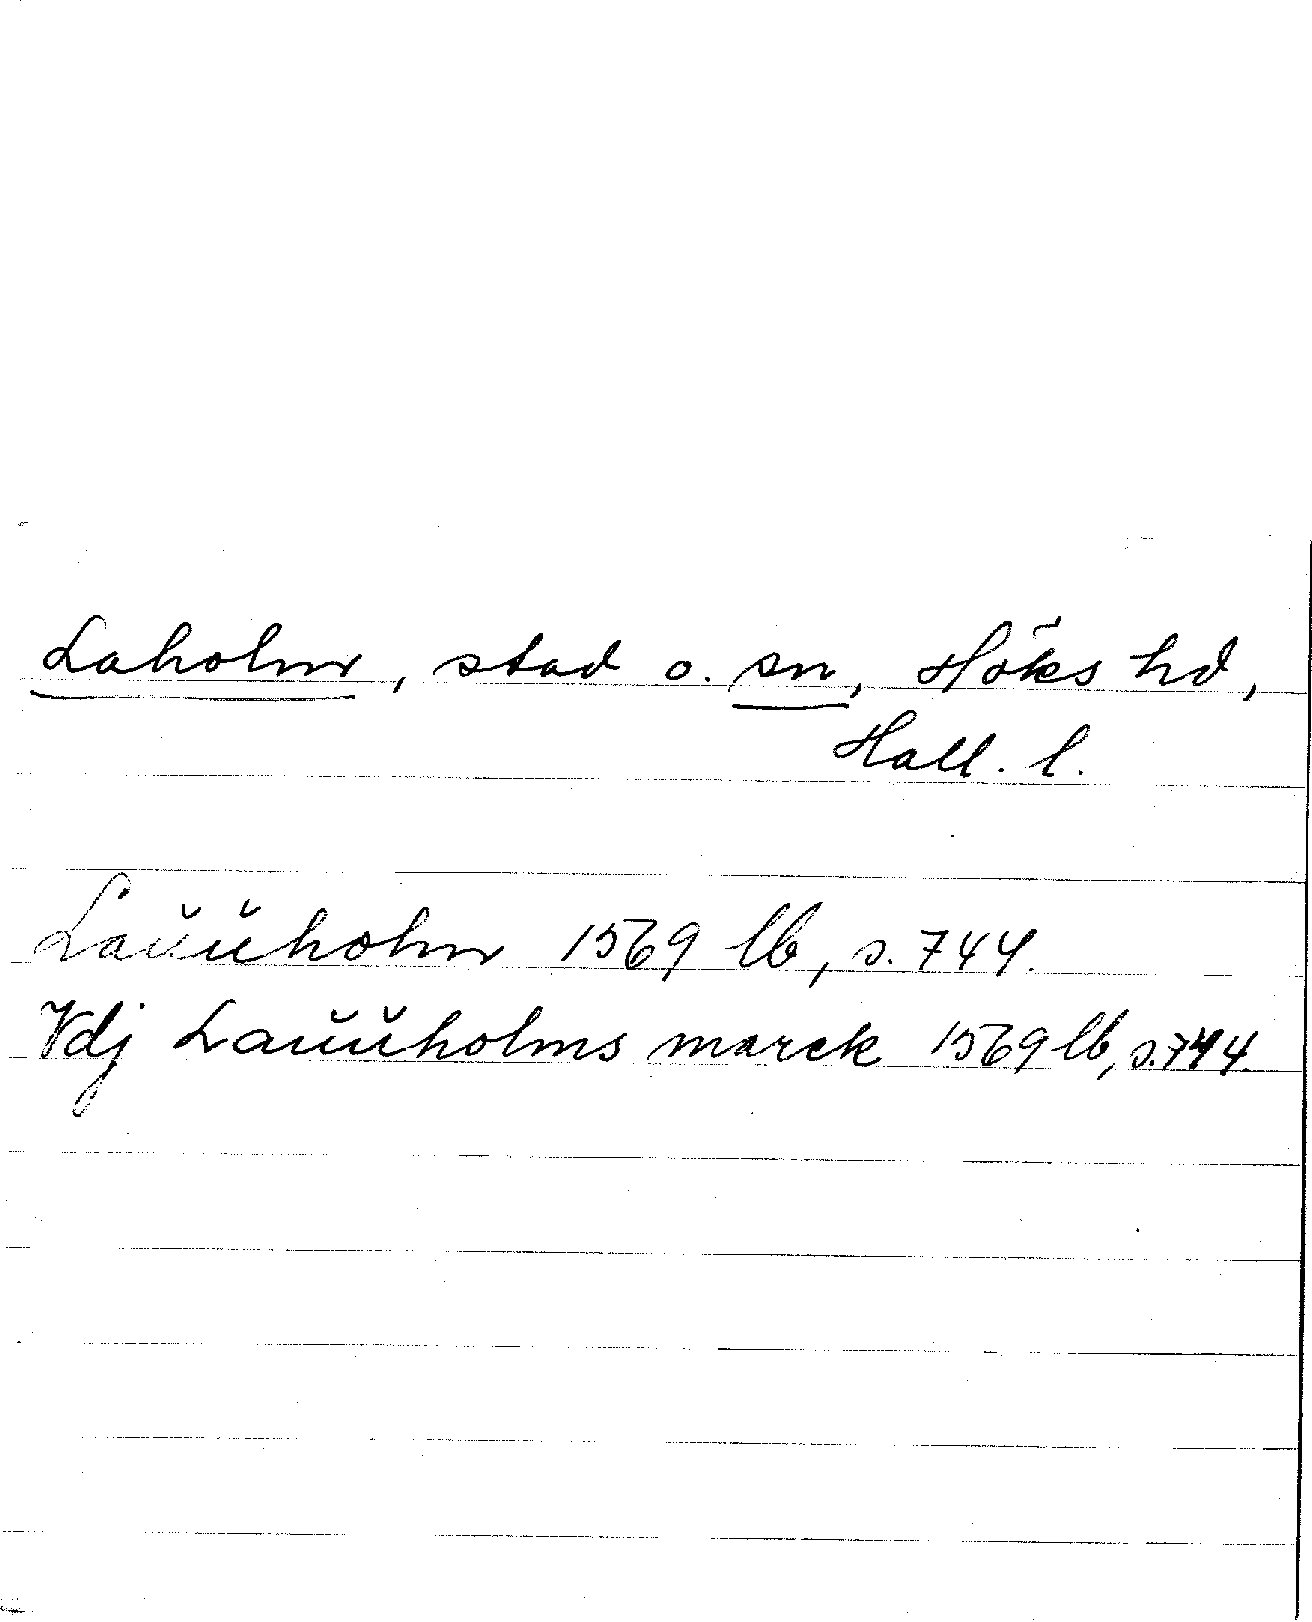 Laholm, stad o. sn, Höks hd,
Hall. l.
Laŭŭholm 1569 lb, s. 744.
Vdj Laŭŭholms marck 1569 lb, s. 744